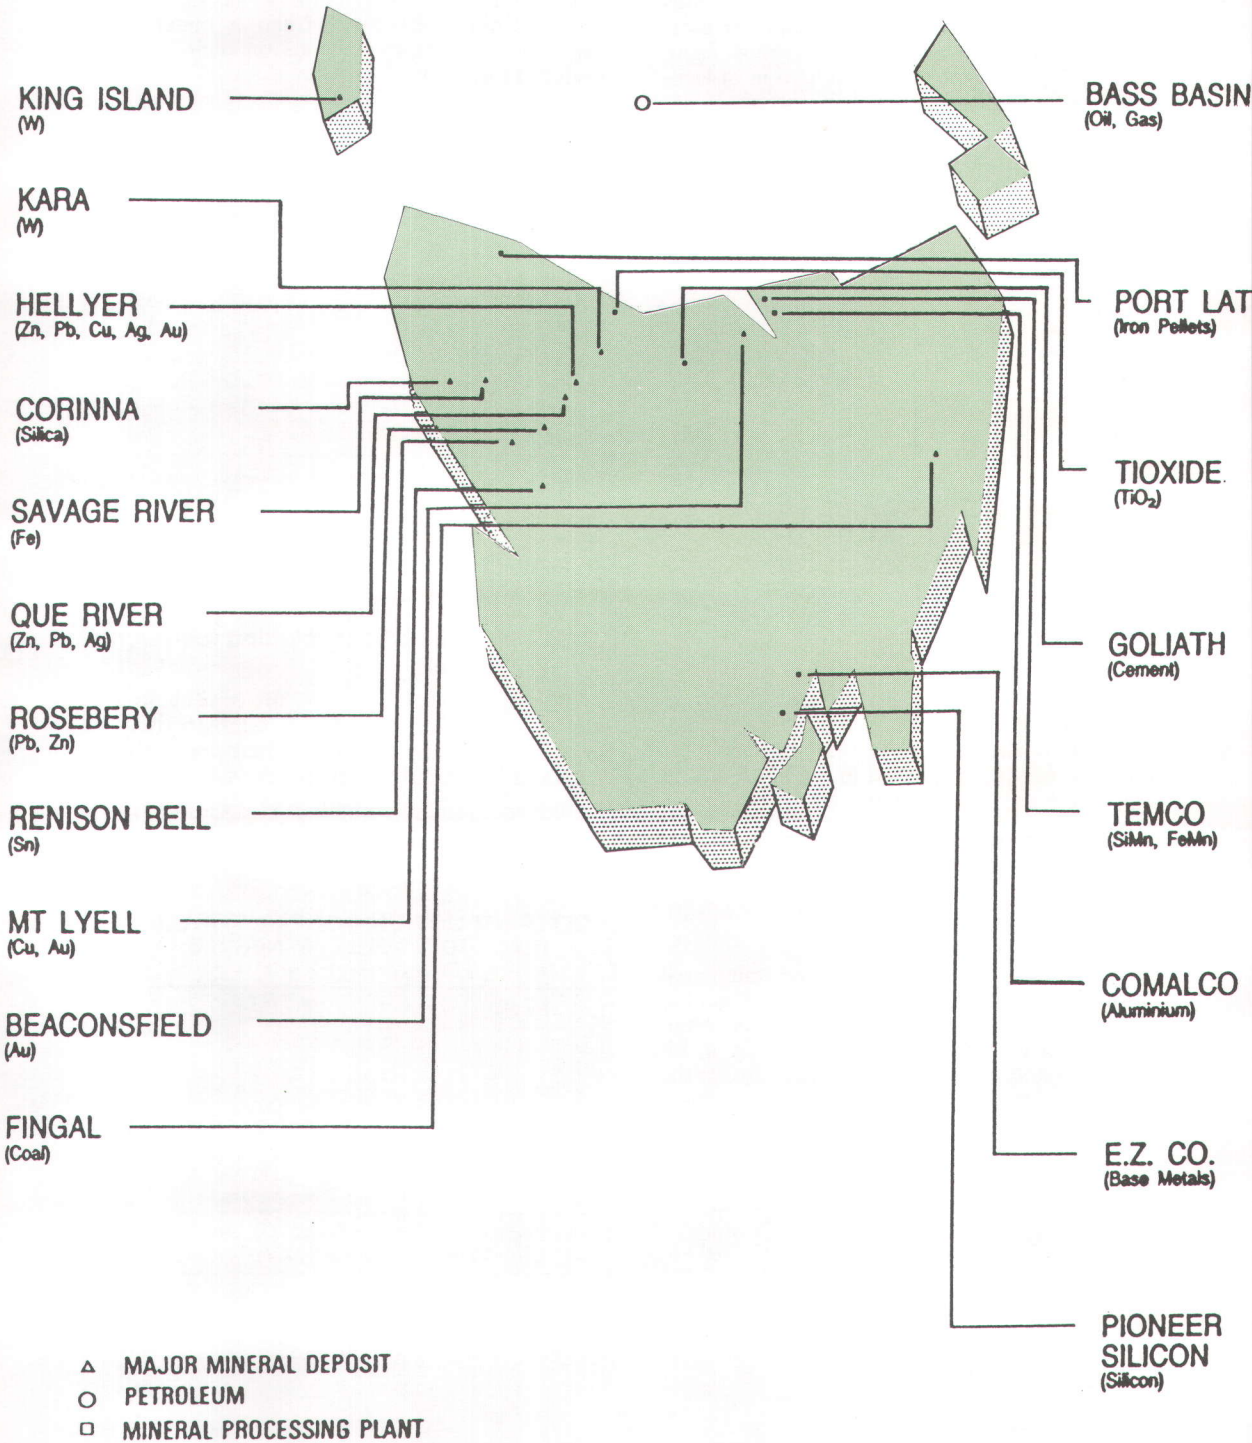 KING ISLAND
(W)
KARA
(W)
HELLYER
(Zn, Pb, Cu, Ag, Au)
CORINNA
(Silica)
SAVAGE RIVER
(Fe)
QUE RIVER
(Zn, Pb, Ag)
ROSEBERY
(Pb, Zn)
RENISON BELL
(Sn)
MT LYELL
(Cu, Au)
BEACONSFIELD
(Au)
FINGAL
(Coal)
BASS BASIN
(Oil, Gas)
PORT LAT
(Iron Pellets)
TIOXIDE
(TiO₂)
GOLIATH
(Cement)
TEMCO
(SiMn, FeMn)
COMALCO
(Aluminium)
E.Z. CO.
(Base Metals)
PIONEER
SILICON
(Silicon)
MAJOR MINERAL DEPOSIT
PETROLEUM
MINERAL PROCESSING PLANT